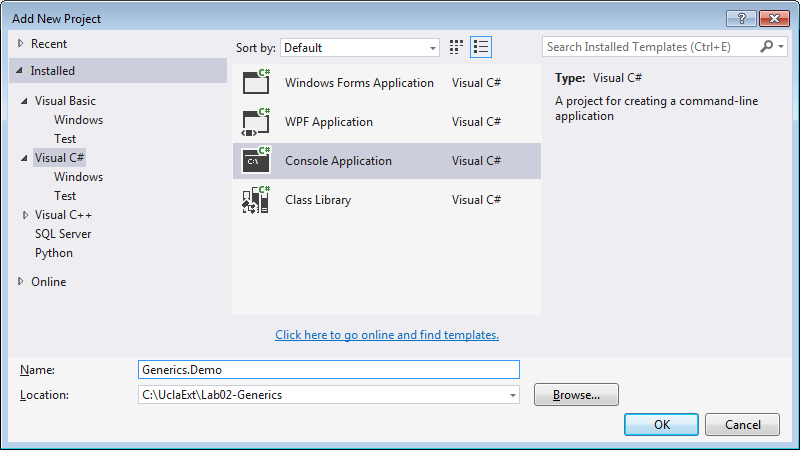 Add New Project
Recent
Installed
Visual Basic
Windows
Test
Visual C#
Windows
Test
Visual C++
SQL Server
Python
Online
Sort by: Default
C# Windows Forms Application Visual C#
C# WPF Application Visual C#
C# C:\ Console Application Visual C#
C# Class Library Visual C#
Click here to go online and find templates.
Search Installed Templates (Ctrl+E)
Type: Visual C#
A project for creating a command-line
application
Name: Generics.Demo
Location: C:\UclaExt\Lab02-Generics
Browse...
OK Cancel